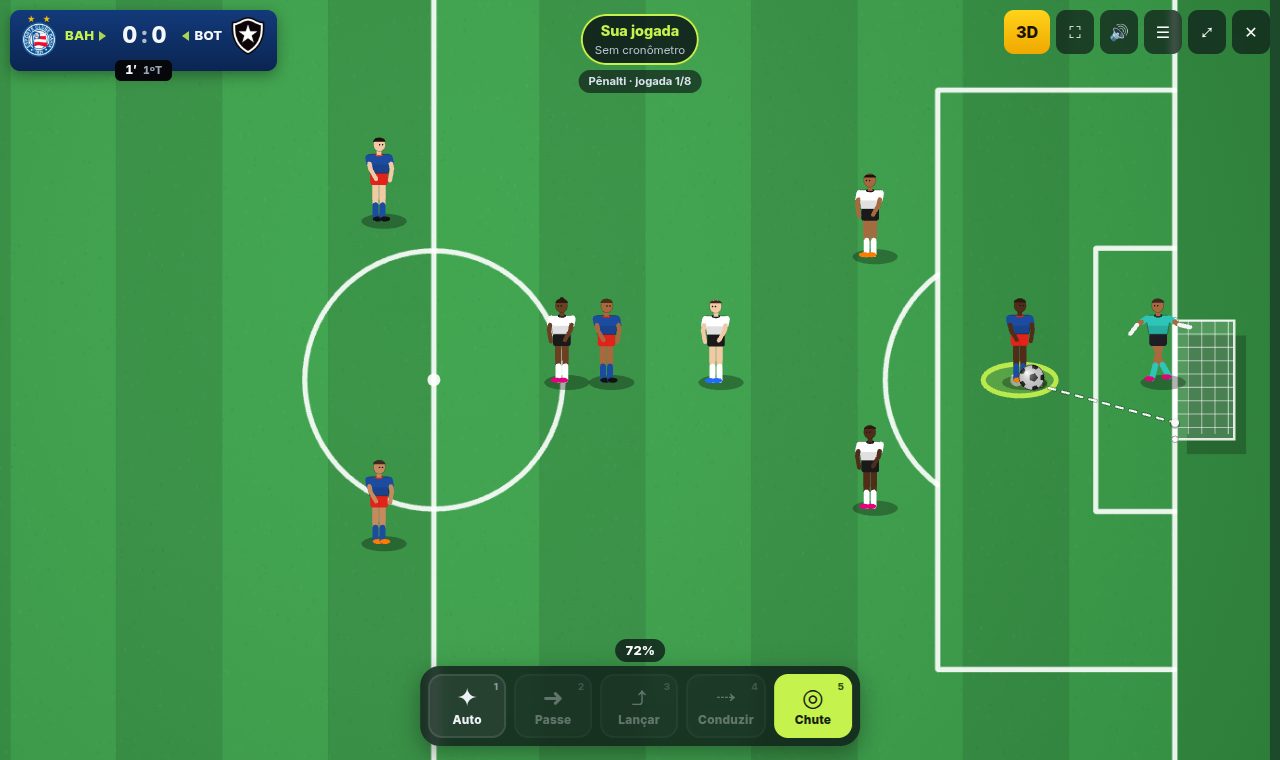 BAH 0:0 BOT
1' 1ºT
Sua jogada
Sem cronômetro
Pênalti · jogada 1/8
3D
72%
1
Auto
2
Passe
3
Lançar
4
Conduzir
5
Chute